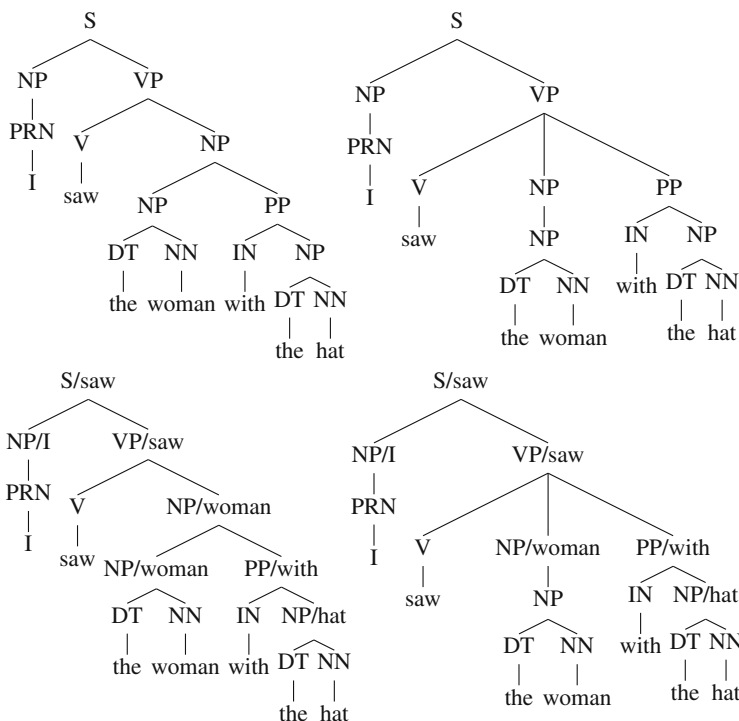 S S
NP VP NP VP
PRN V NP PRN
I saw NP PP I V NP PP
DT NN IN NP saw NP IN NP
the woman with DT NN DT NN with DT NN
the hat the woman the hat
S/saw S/saw
NP/I VP/saw NP/I VP/saw
PRN V NP/woman PRN
I saw NP/woman PP/with I V NP/woman PP/with
DT NN IN NP/hat saw NP IN NP/hat
the woman with DT NN DT NN with DT NN
the hat the woman the hat